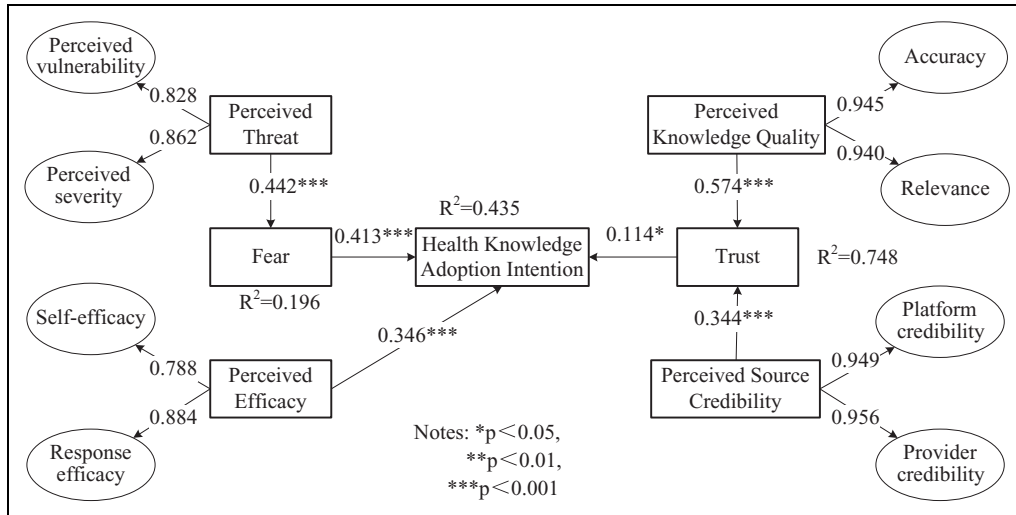 Perceived
vulnerability
Accuracy
0.828
Perceived
Threat
Perceived
Knowledge Quality
0.945
0.862
0.940
Perceived
severity
0.442***
0.574***
Relevance
R²=0.435
Fear
0.413***
Health Knowledge
Adoption Intention
0.114*
Trust
R²=0.748
R²=0.196
Self-efficacy
0.346***
0.344***
Platform
credibility
0.788
Perceived
Efficacy
Perceived Source
Credibility
0.949
0.884
0.956
Response
efficacy
Notes: *p＜0.05,
**p＜0.01,
***p＜0.001
Provider
credibility